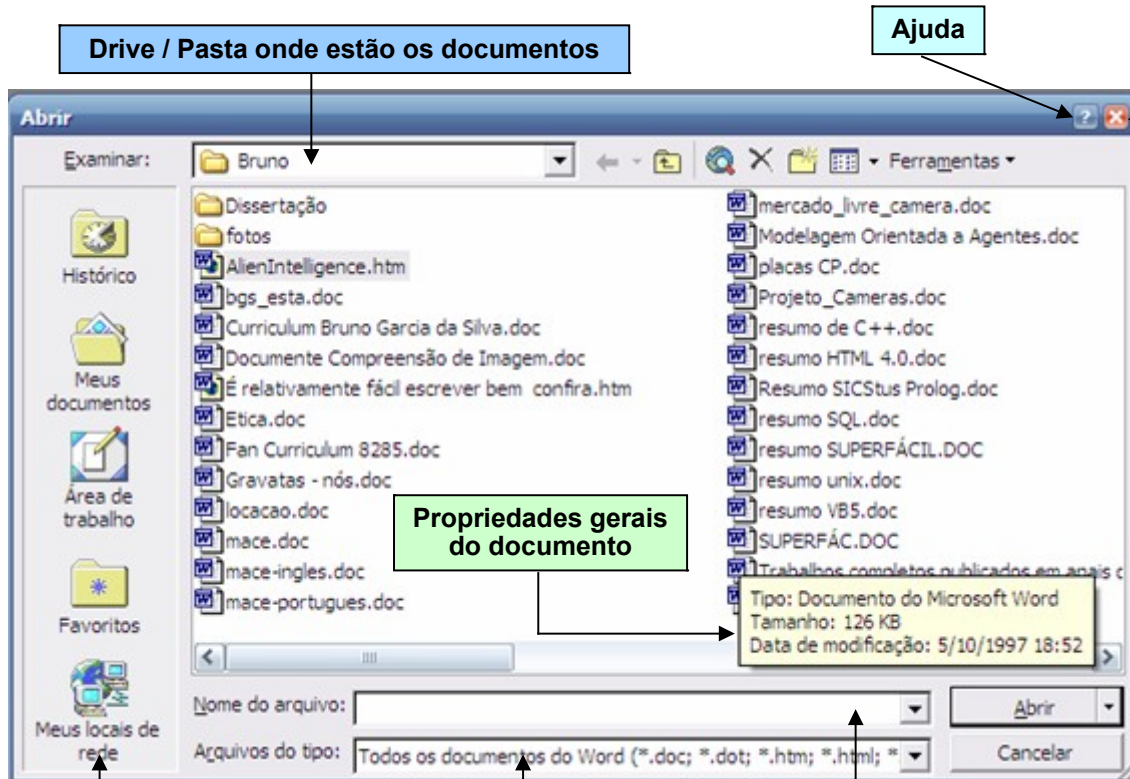 Drive / Pasta onde estão os documentos
Ajuda
Abrir
Examinar:
Bruno
Ferramentas
Histórico
Meus
documentos
Área de
trabalho
Favoritos
Meus locais de
rede
Dissertação
fotos
AlienIntelligence.htm
bgs_esta.doc
Curriculum Bruno Garcia da Silva.doc
Documente Compreensão de Imagem.doc
É relativamente fácil escrever bem confira.htm
Etica.doc
Fan Curriculum 8285.doc
Gravatas - nós.doc
locacao.doc
mace.doc
mace-ingles.doc
mace-portugues.doc
mercado_livre_camera.doc
Modelagem Orientada a Agentes.doc
placas CP.doc
Projeto_Cameras.doc
resumo de C++.doc
resumo HTML 4.0.doc
Resumo SICStus Prolog.doc
resumo SQL.doc
resumo SUPERFÁCIL.DOC
resumo unix.doc
resumo VB5.doc
SUPERFÁC.DOC
Trabalhos completos publicados em anais c
Propriedades gerais
do documento
Tipo: Documento do Microsoft Word
Tamanho: 126 KB
Data de modificação: 5/10/1997 18:52
Nome do arquivo:
Abrir
Arquivos do tipo:
Todos os documentos do Word (*.doc; *.dot; *.htm; *.html; *
Cancelar